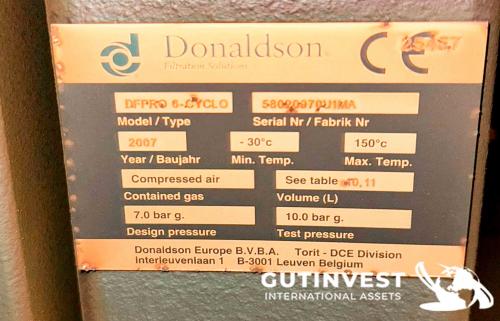 Donaldson
Filtration Solutions
CE
DFPRO 6-CYCLO
Model / Type
Serial Nr / Fabrik Nr
2007
- 30°c
150°c
Year / Baujahr
Min. Temp.
Max. Temp.
Compressed air
See table
Contained gas
Volume (L)
7.0 bar g.
10.0 bar g.
Design pressure
Test pressure
Donaldson Europe B.V.B.A. Torit - DCE Division
Interleuvenlaan 1 B-3001 Leuven Belgium
GUTINVEST
INTERNATIONAL ASSETS